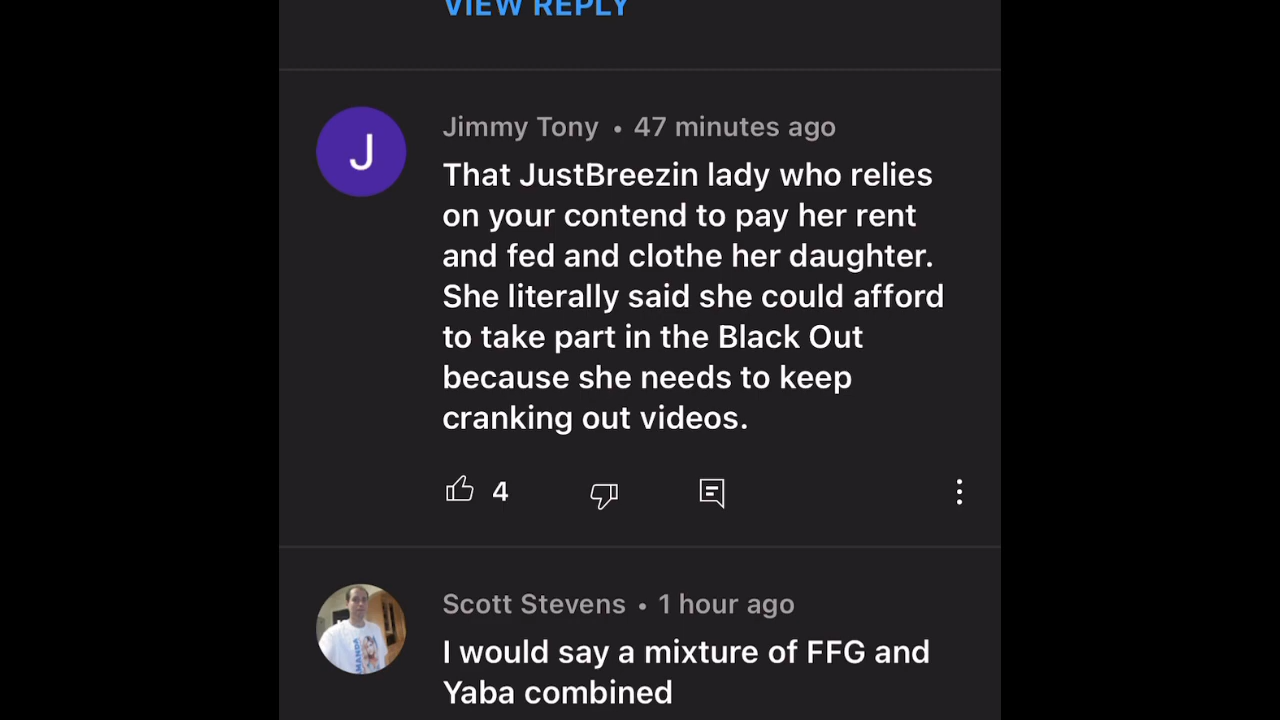 VIEW REPLY
J
Jimmy Tony • 47 minutes ago
That JustBreezin lady who relies
on your contend to pay her rent
and fed and clothe her daughter.
She literally said she could afford
to take part in the Black Out
because she needs to keep
cranking out videos.
4
Scott Stevens • 1 hour ago
I would say a mixture of FFG and
Yaba combined